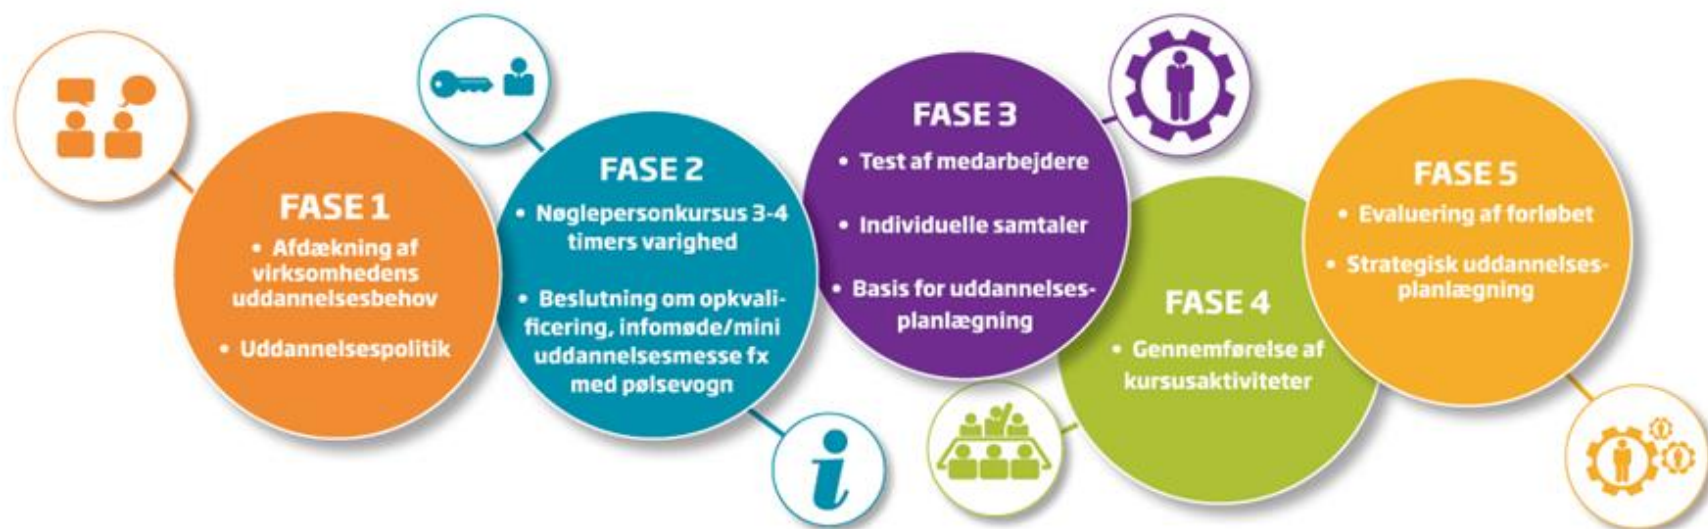 FASE 1
• Afdækning af
virksomhedens
uddannelsesbehov
• Uddannelsespolitik
FASE 2
• Nøglepersonkursus 3-4
timers varighed
• Beslutning om opkvali-
ficering, infomøde/mini
uddannelsesmesse fx
med pølsevogn
i
FASE 3
• Test af medarbejdere
• Individuelle samtaler
• Basis for uddannelses-
planlægning
FASE 4
• Gennemførelse af
kursusaktiviteter
FASE 5
• Evaluering af forløbet
• Strategisk uddannelses-
planlægning